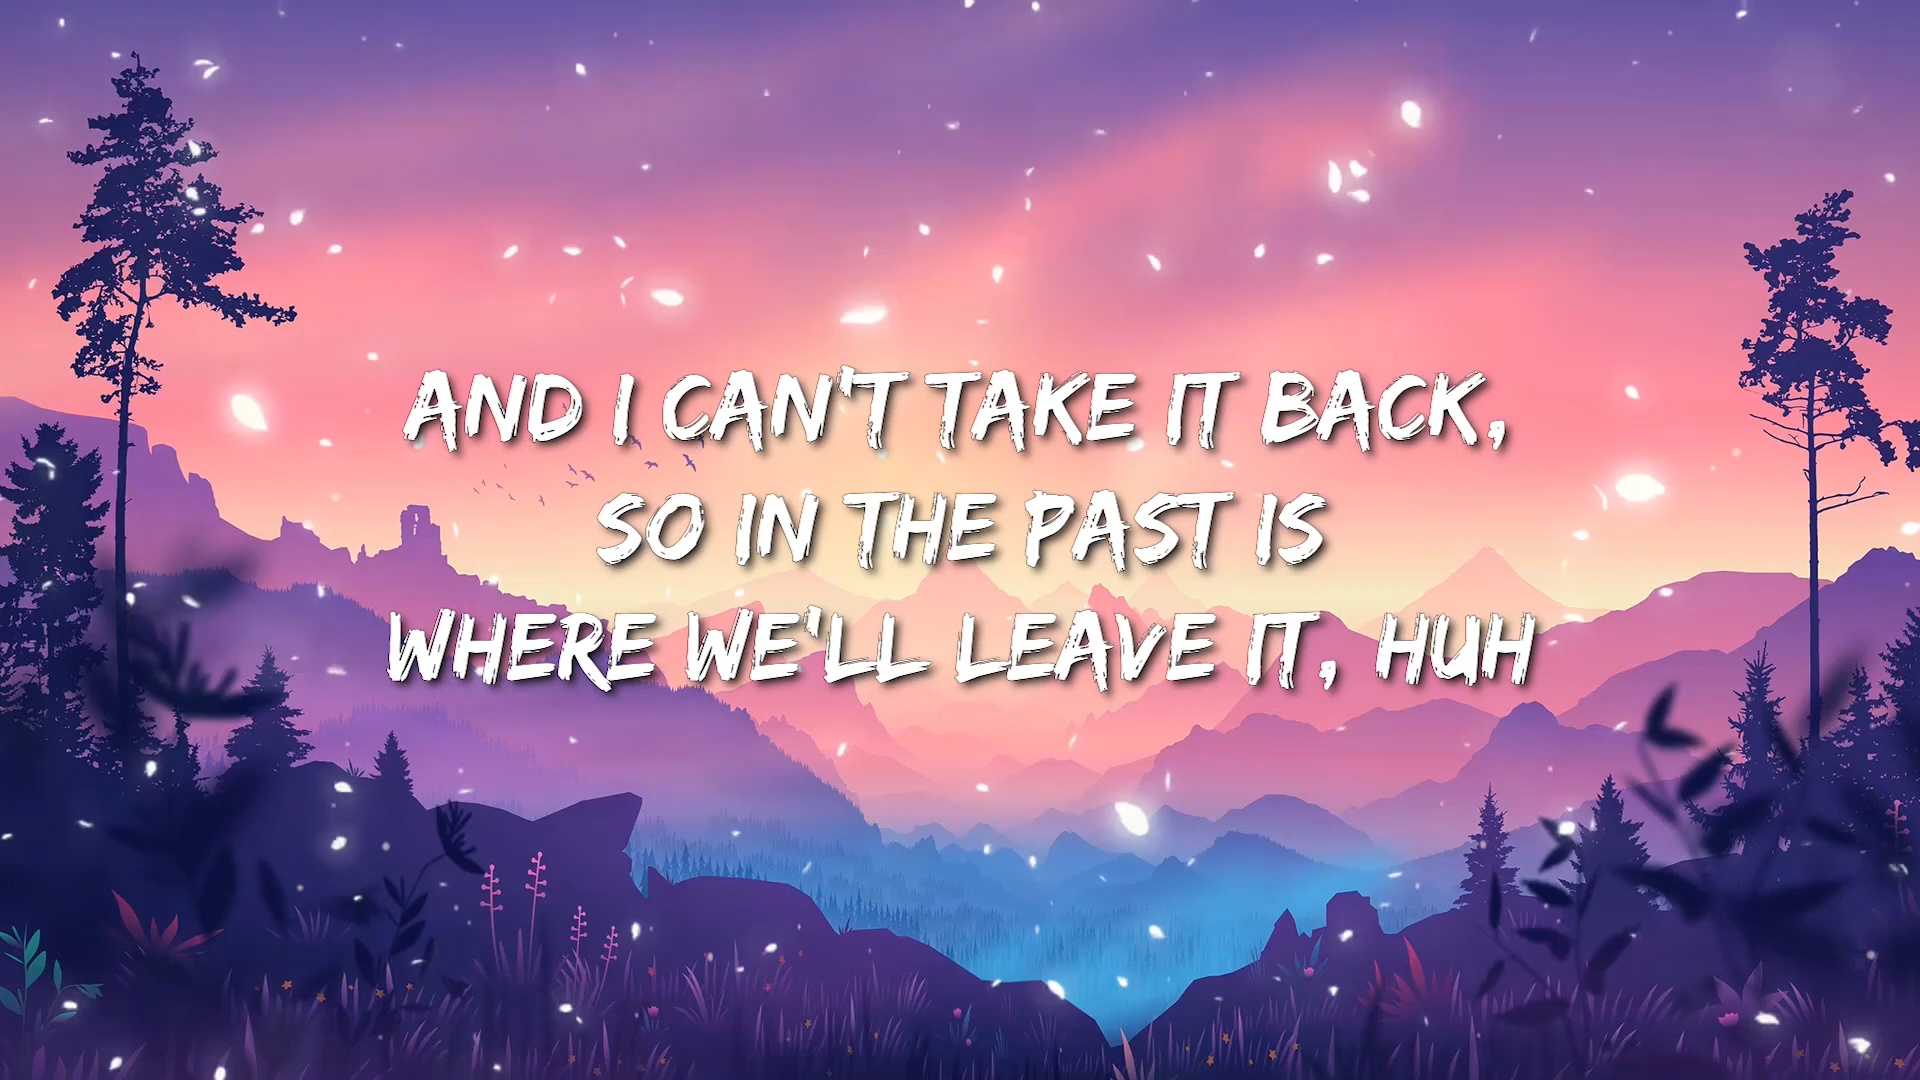 AND I CAN'T TAKE IT BACK,
SO IN THE PAST IS
WHERE WE'LL LEAVE IT, HUH